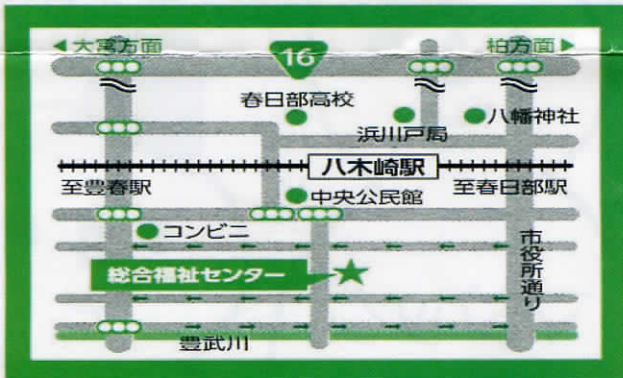 ◀大宮方面
16
柏方面▶
春日部高校
浜川戸局
八幡神社
八木崎駅
至豊春駅
中央公民館
至春日部駅
コンビニ
市役所通り
総合福祉センター
豊武川